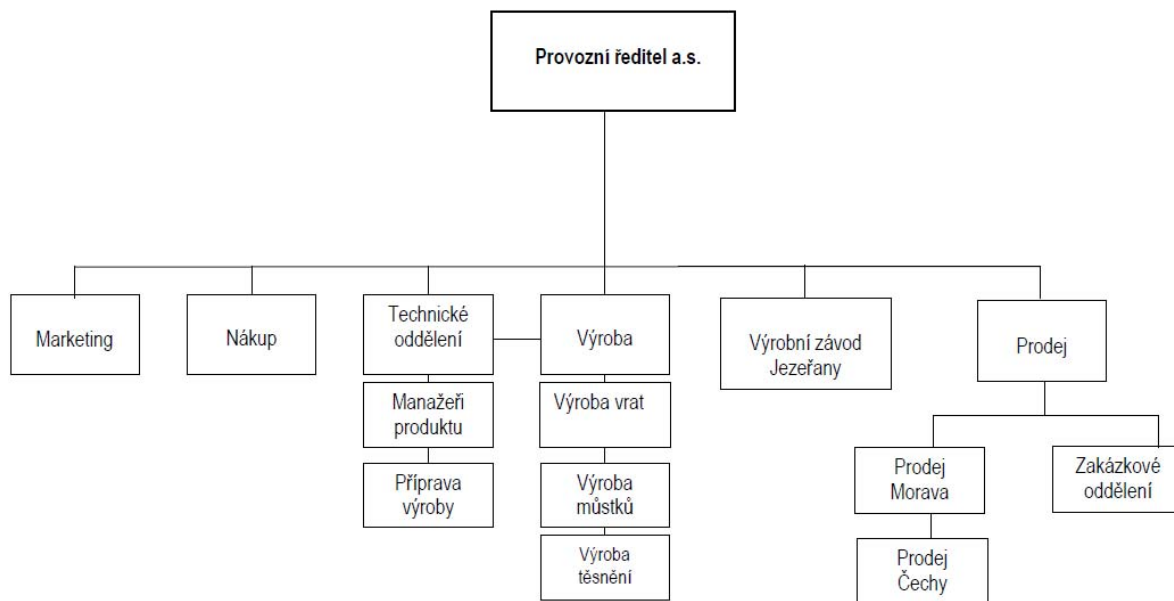 Provozní ředitel a.s.
Marketing
Nákup
Technické
oddělení
Výroba
Výrobní závod
Jezeřany
Prodej
Manažeři
produktu
Výroba vrat
Příprava
výroby
Výroba
můstků
Výroba
těsnění
Prodej
Morava
Zakázkové
oddělení
Prodej
Čechy